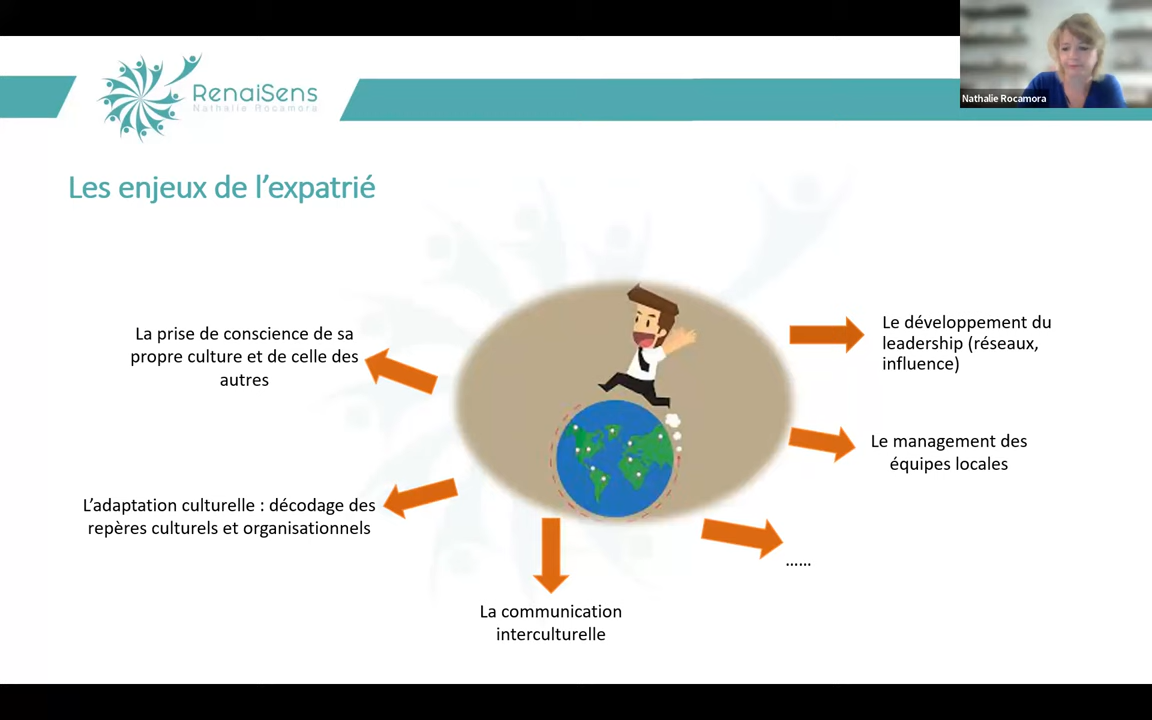 RenaiSens
Nathalie Rocamora
Nathalie Rocamora
Les enjeux de l’expatrié
La prise de conscience de sa
propre culture et de celle des
autres
Le développement du
leadership (réseaux,
influence)
Le management des
équipes locales
L’adaptation culturelle : décodage des
repères culturels et organisationnels
……
La communication
interculturelle